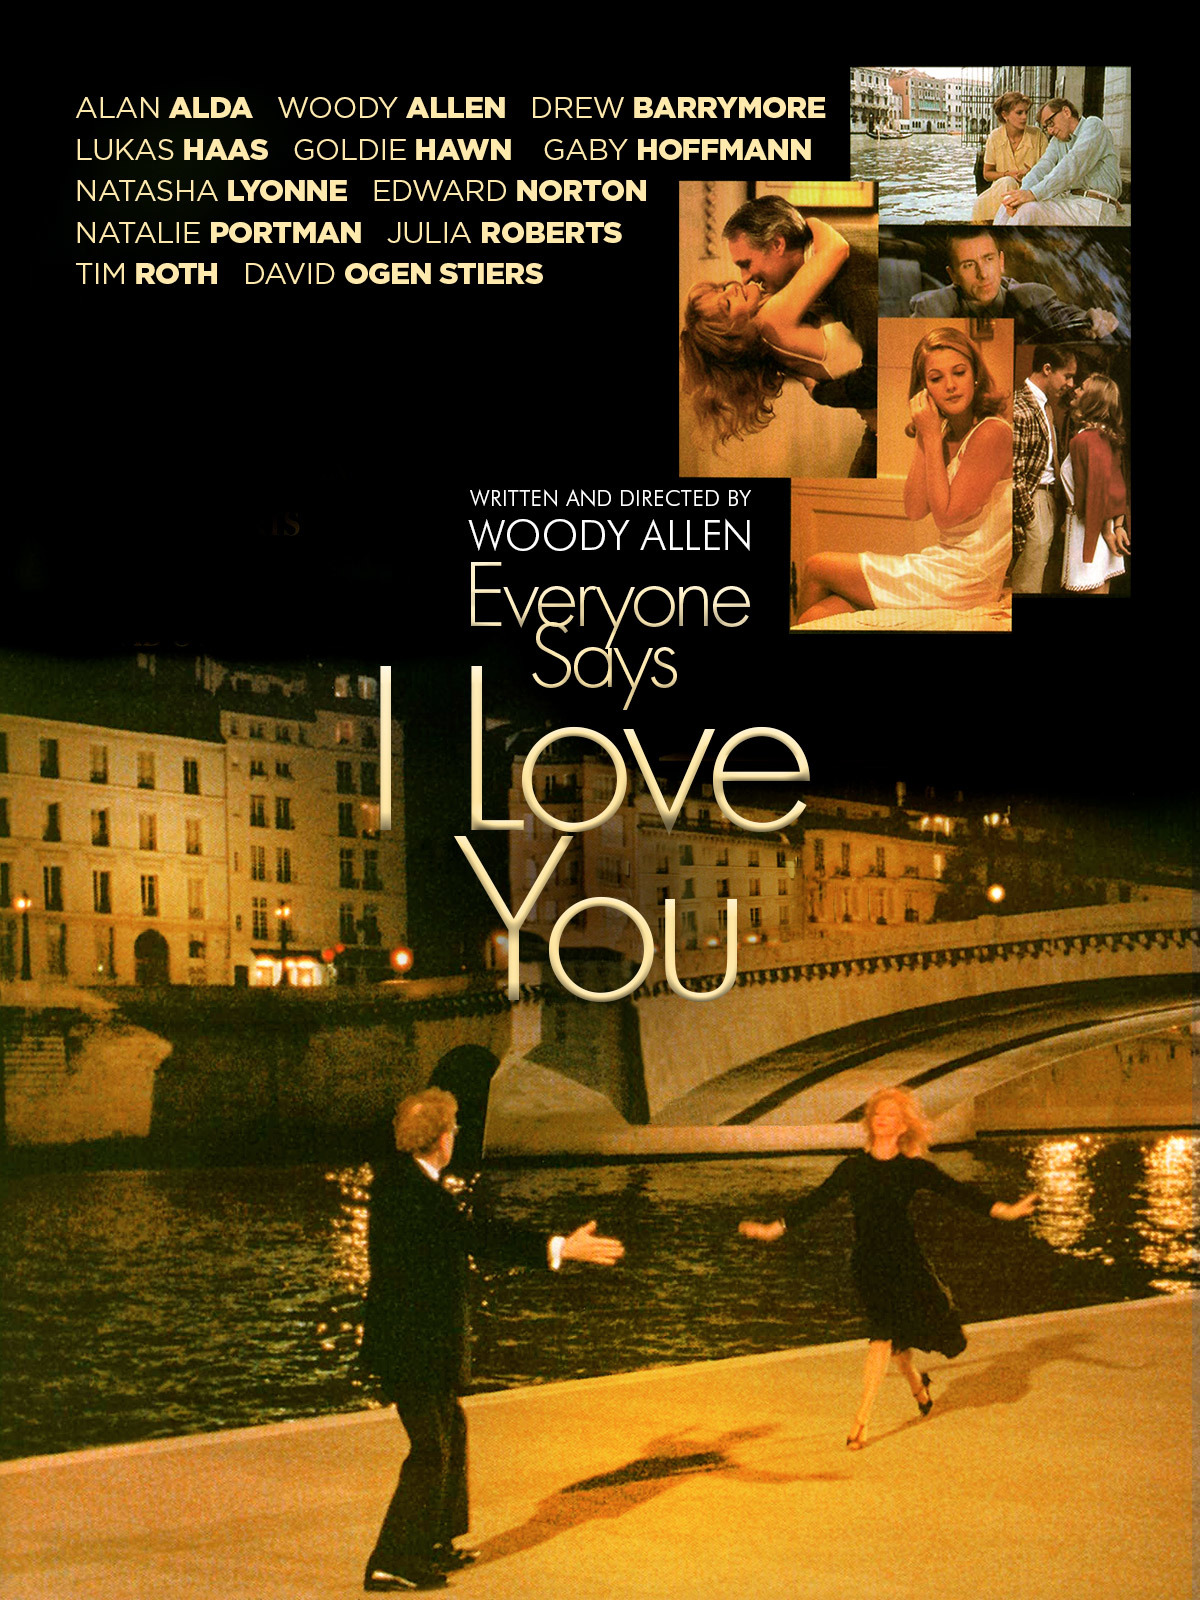 ALAN ALDA WOODY ALLEN DREW BARRYMORE
LUKAS HAAS GOLDIE HAWN GABY HOFFMANN
NATASHA LYONNE EDWARD NORTON
NATALIE PORTMAN JULIA ROBERTS
TIM ROTH DAVID OGEN STIERS
WRITTEN AND DIRECTED BY
WOODY ALLEN
Everyone
Says
I Love
You